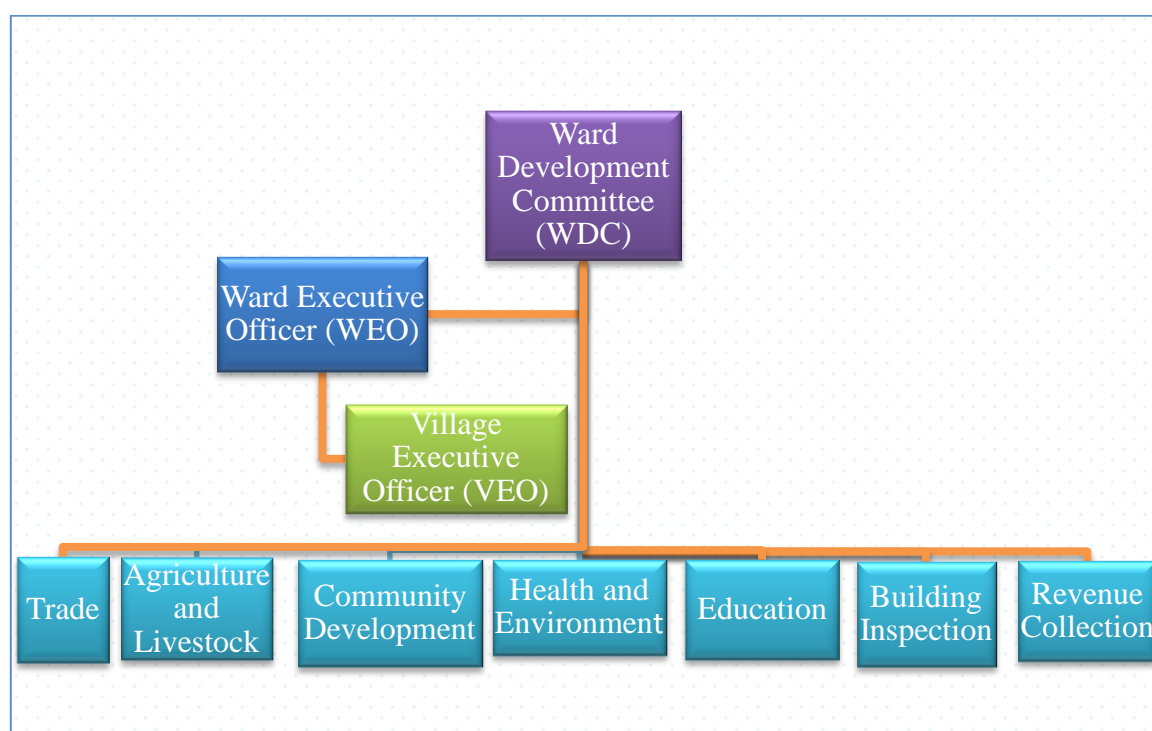 Ward
Development
Committee
(WDC)
Ward Executive
Officer (WEO)
Village
Executive
Officer (VEO)
Trade
Agriculture
and
Livestock
Community
Development
Health and
Environment
Education
Building
Inspection
Revenue
Collection